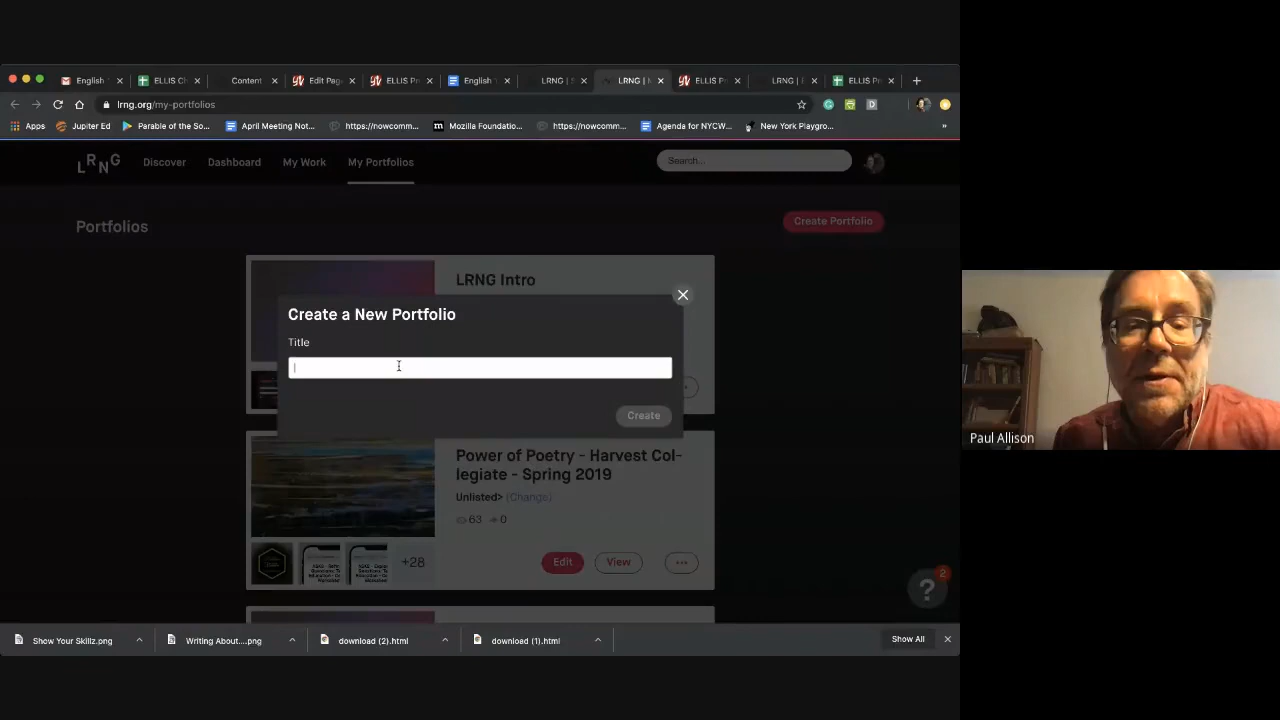 English
ELLIS Ch
Content
Edit Pag
ELLIS Pr
English
LRNG |
LRNG |
ELLIS P
LRNG |
ELLIS P
lrng.org/my-portfolios
Apps
Jupiter Ed
Parable of the So...
April Meeting Not...
https://nowcomm...
Mozilla Foundatio...
https://nowcomm...
Agenda for NYCW...
New York Playgro...
»
LRNG
Discover
Dashboard
My Work
My Portfolios
Search...
Portfolios
Create Portfolio
LRNG Intro
Create a New Portfolio
Title
Create
Power of Poetry - Harvest Col-
legiate - Spring 2019
Unlisted> (Change)
63 0
+28
Edit
View
2
?
Paul Allison
Show Your Skillz.png
Writing About....png
download (2).html
download (1).html
Show All